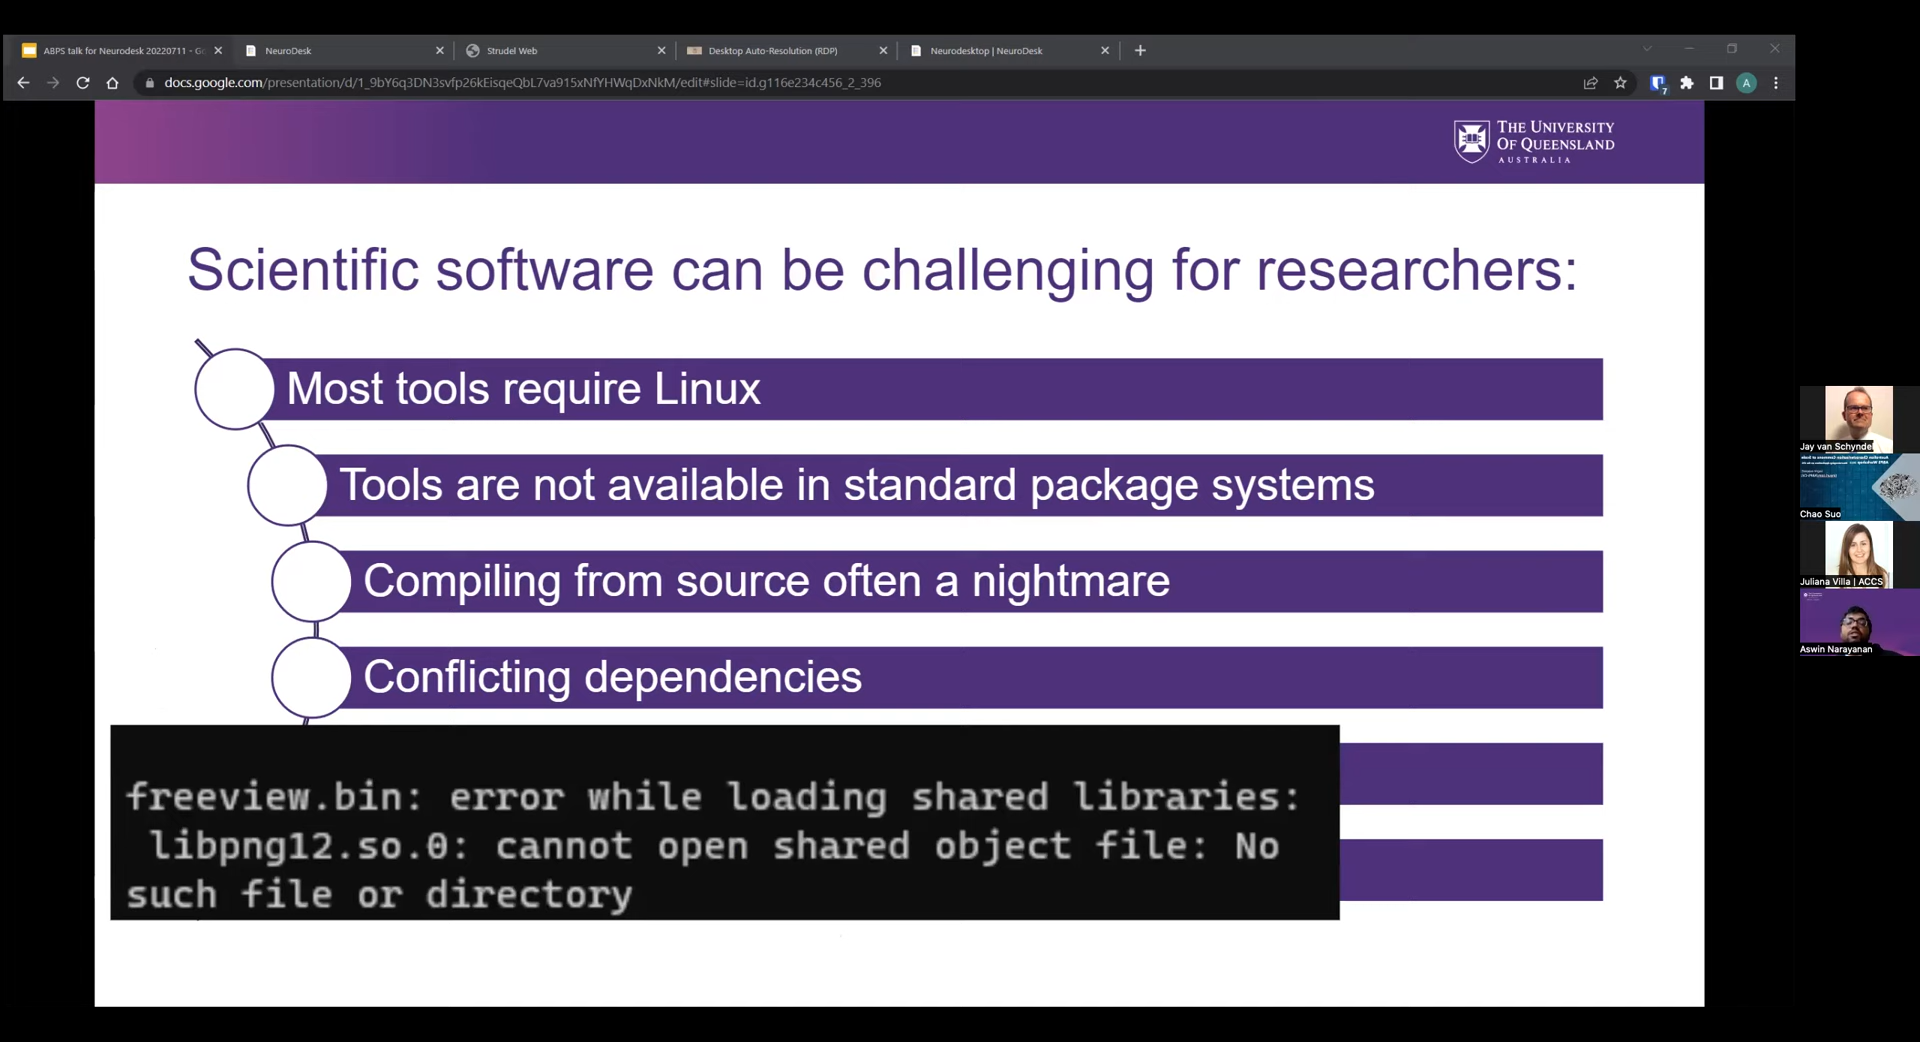 ABPS talk for Neurodesk 20220711 - Go
NeuroDesk
Strudel Web
Desktop Auto-Resolution (RDP)
Neurodesktop | NeuroDesk
docs.google.com/presentation/d/1_9bY6q3DN3svfp26kEisqeQbL7va915xNfYHWqDxNkM/edit#slide=id.g116e234c456_2_396
7
A
THE UNIVERSITY
OF QUEENSLAND
AUSTRALIA
Scientific software can be challenging for researchers:
Most tools require Linux
Tools are not available in standard package systems
Compiling from source often a nightmare
Conflicting dependencies
freeview.bin: error while loading shared libraries:
libpng12.so.0: cannot open shared object file: No
such file or directory
Jay van Schyndel
Chao Suo
Juliana Villa | ACCS
Aswin Narayanan